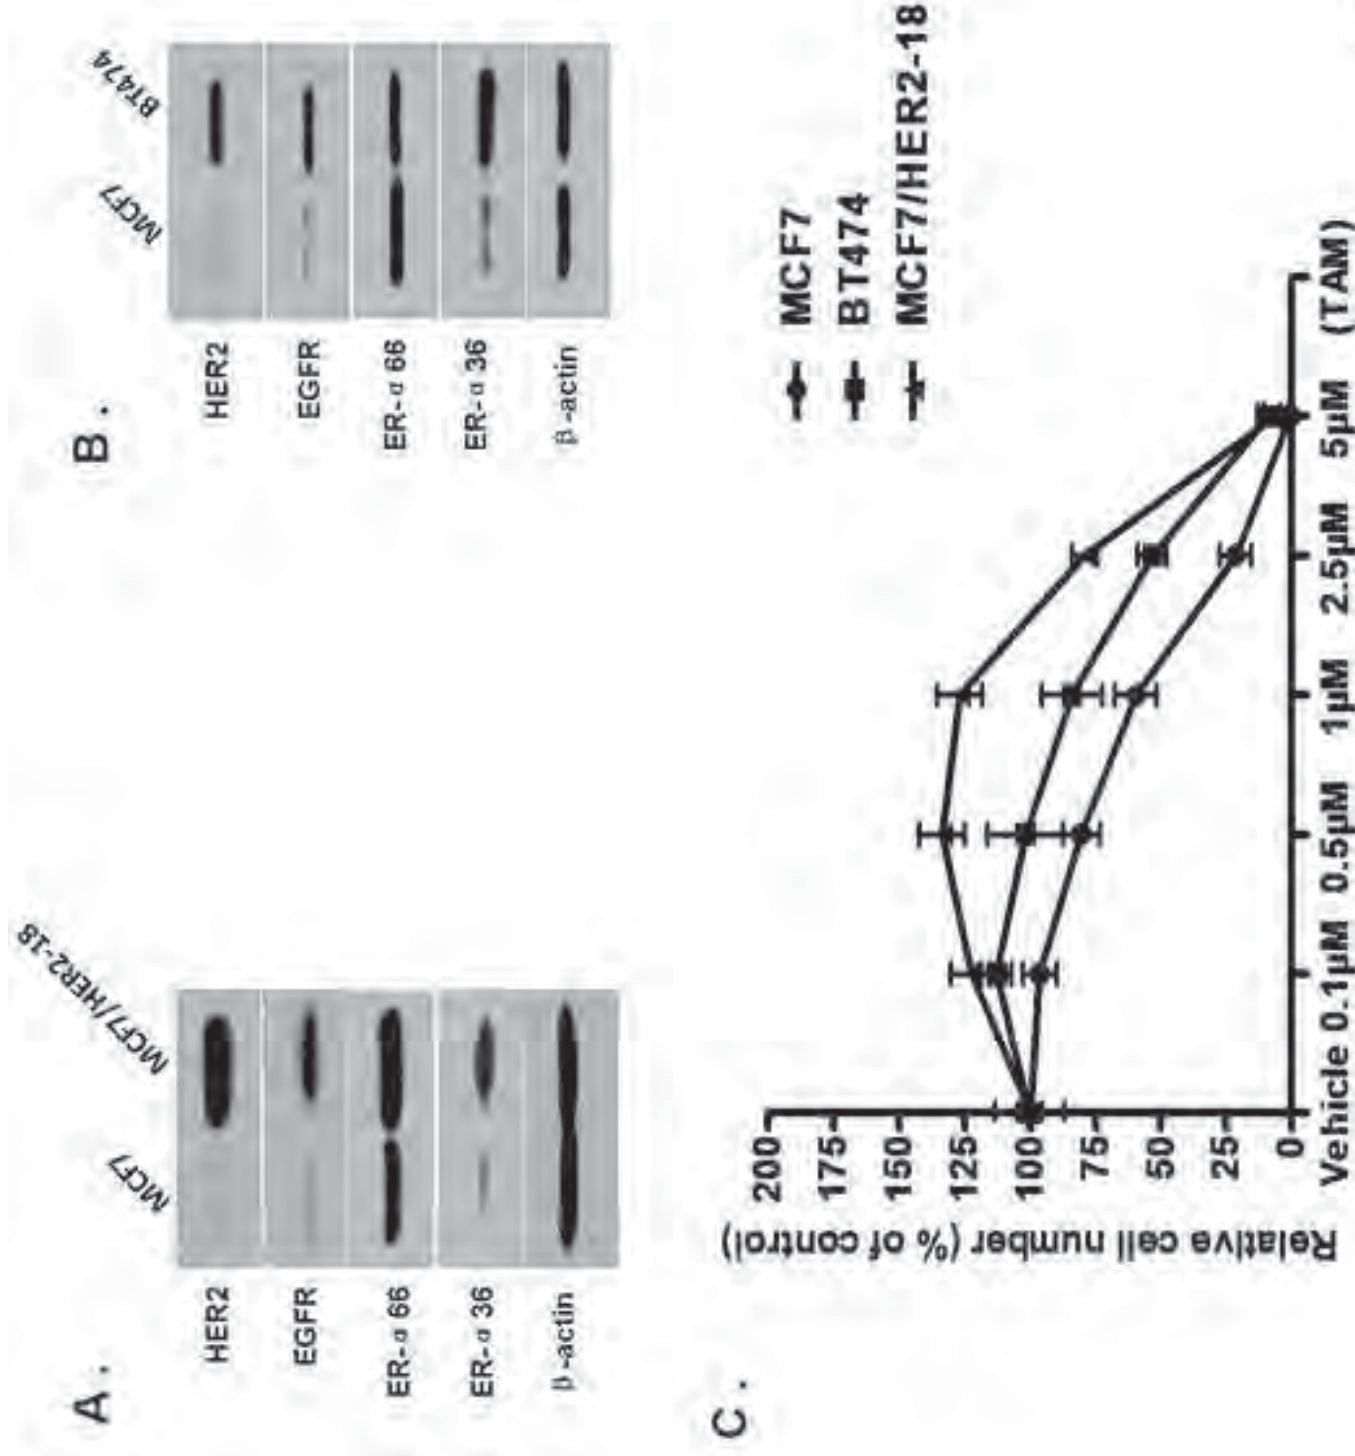 A.
MCF7 MCF7/HER2-18
HER2
EGFR
ER-α 66
ER-α 36
β-actin
B.
MCF7 BT474
HER2
EGFR
ER-α 66
ER-α 36
β-actin
C.
Relative cell number (% of control)
200
175
150
125
100
75
50
25
0
Vehicle 0.1μM 0.5μM 1μM 2.5μM 5μM (TAM)
MCF7
BT474
MCF7/HER2-18